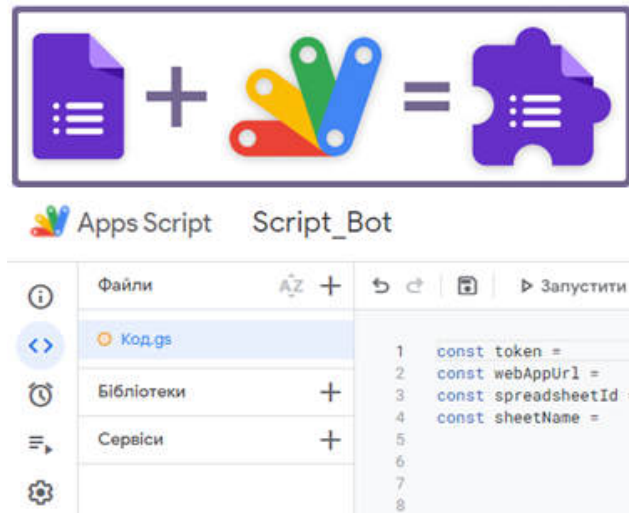 + =
Apps Script Script_Bot
Файли AZ +
Запустити
Код.gs
Бібліотеки +
Сервіси +
1 const token =
2 const webAppUrl =
3 const spreadsheetId =
4 const sheetName =
5
6
7
8